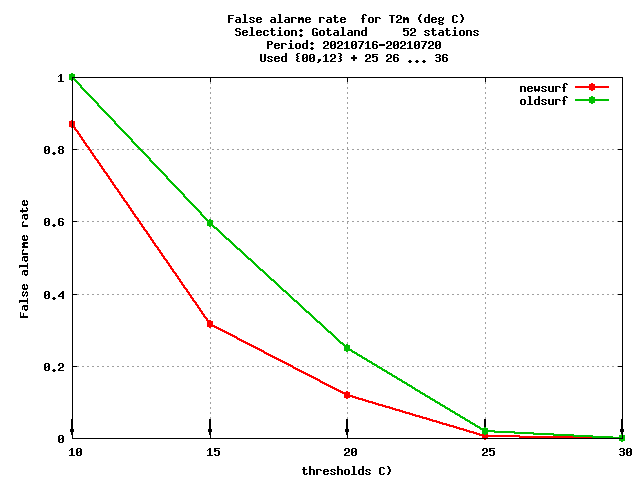 False alarme rate  for T2m (deg C)
Selection: Gotaland     52 stations
Period: 20210716-20210720
Used {00,12} + 25 26 ... 36
newsurf
oldsurf
1
0.8
0.6
0.4
0.2
0
False alarme rate
10 15 20 25 30
thresholds C)